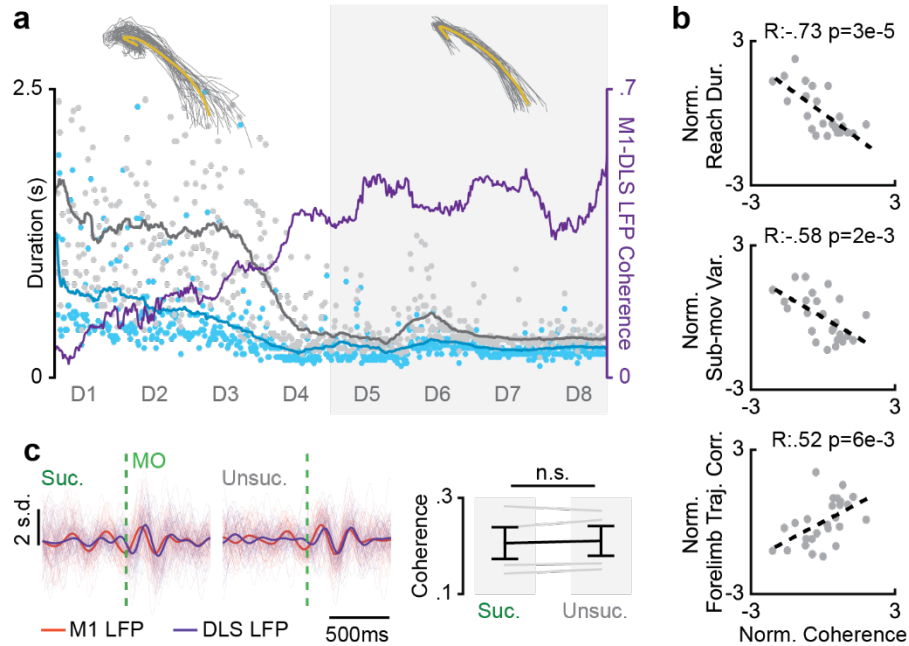 a
2.5
Duration (s)
0
.7
M1-DLS LFP Coherence
0
D1 D2 D3 D4 D5 D6 D7 D8
b
R:-.73 p=3e-5
3
Norm.
Reach Dur.
-3
-3 3
R:-.58 p=2e-3
3
Norm.
Sub-mov Var.
-3
-3 3
R:.52 p=6e-3
3
Norm.
Forelimb Traj. Corr.
-3
-3 3
Norm. Coherence
c
Suc. MO Unsuc.
2 s.d.
M1 LFP DLS LFP 500ms
n.s.
.3
Coherence
.1
Suc. Unsuc.